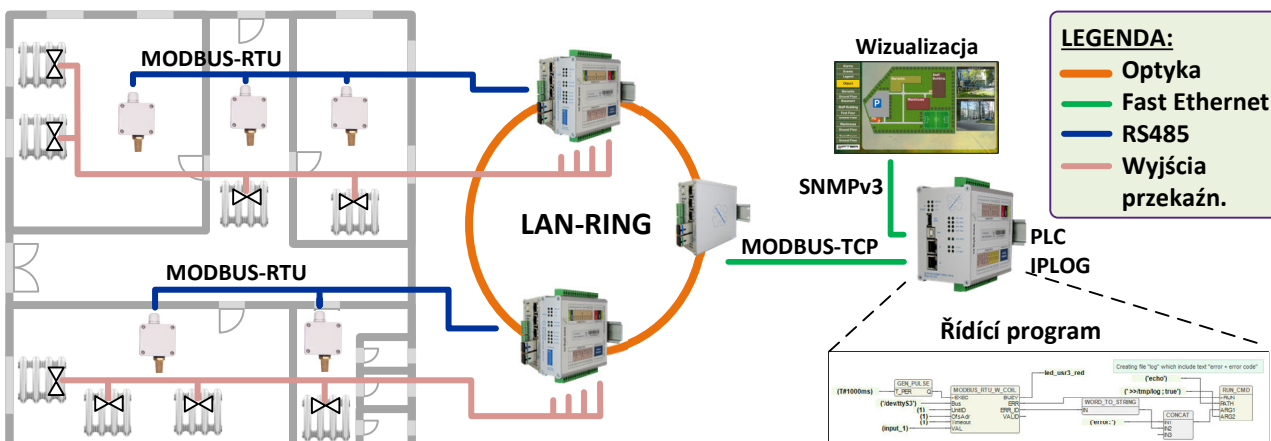 MODBUS-RTU
MODBUS-RTU
LAN-RING
MODBUS-TCP
Wizualizacja
SNMPv3
PLC
IPLOG
LEGENDA:
Optyka
Fast Ethernet
RS485
Wyjścia
przekaźn.
Řídící program
Creating file "log" which include text "error + error code"
led_usr3_red
GEN_PULSE
T_PER Q
(T#1000ms)
MODBUS_RTU_W_COIL
EXEC BUSY
Bus ERR
UnitID ERR_ID
OfsAdr VALID
Timeout
VAL
('/dev/ttyS3')
(1)
(1)
(1)
(input_1)
WORD_TO_STRING
IN
('error:')
CONCAT
IN1
IN2
IN3
('echo')
('>>/tmp/log ; true')
RUN_CMD
RUN
PATH
ARG1
ARG2